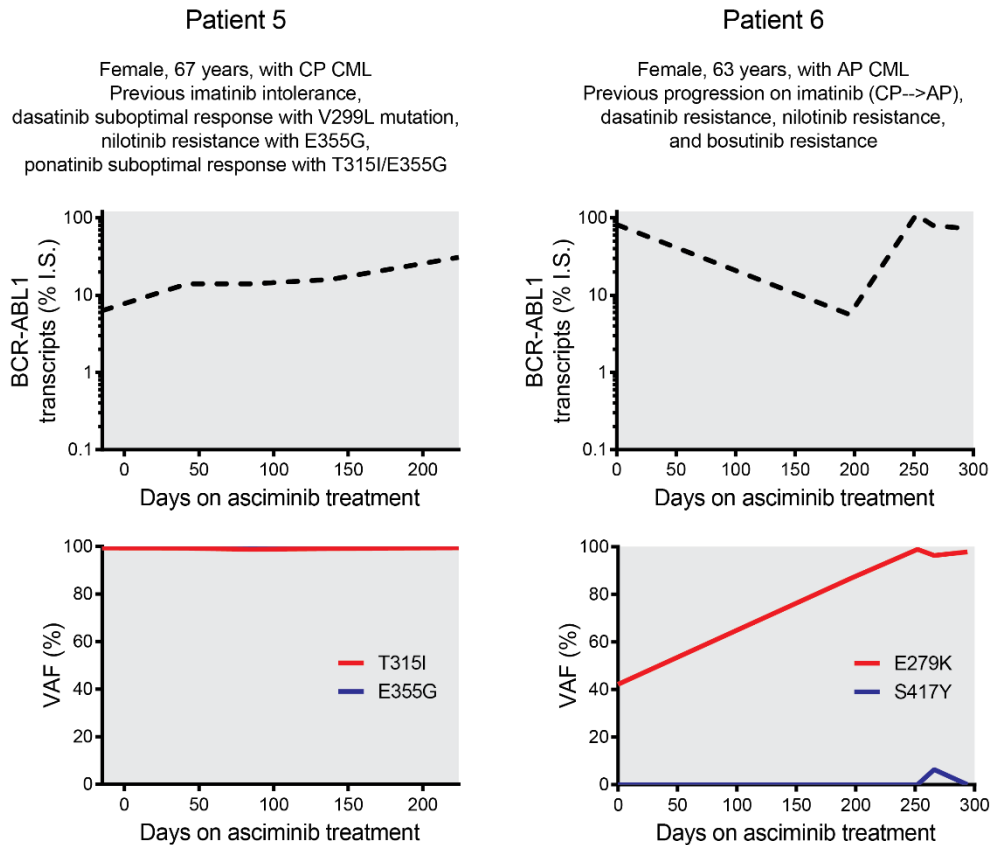 Patient 5
Female, 67 years, with CP CML
Previous imatinib intolerance,
dasatinib suboptimal response with V299L mutation,
nilotinib resistance with E355G,
ponatinib suboptimal response with T315I/E355G
BCR-ABL1
transcripts (% I.S.)
100
10
1
0.1
0
50
100
150
200
Days on asciminib treatment
VAF (%)
100
80
60
40
20
0
T315I
E355G
0
50
100
150
200
Days on asciminib treatment
Patient 6
Female, 63 years, with AP CML
Previous progression on imatinib (CP-->AP),
dasatinib resistance, nilotinib resistance,
and bosutinib resistance
BCR-ABL1
transcripts (% I.S.)
100
10
1
0.1
0
50
100
150
200
250
300
Days on asciminib treatment
VAF (%)
100
80
60
40
20
0
E279K
S417Y
0
50
100
150
200
250
300
Days on asciminib treatment